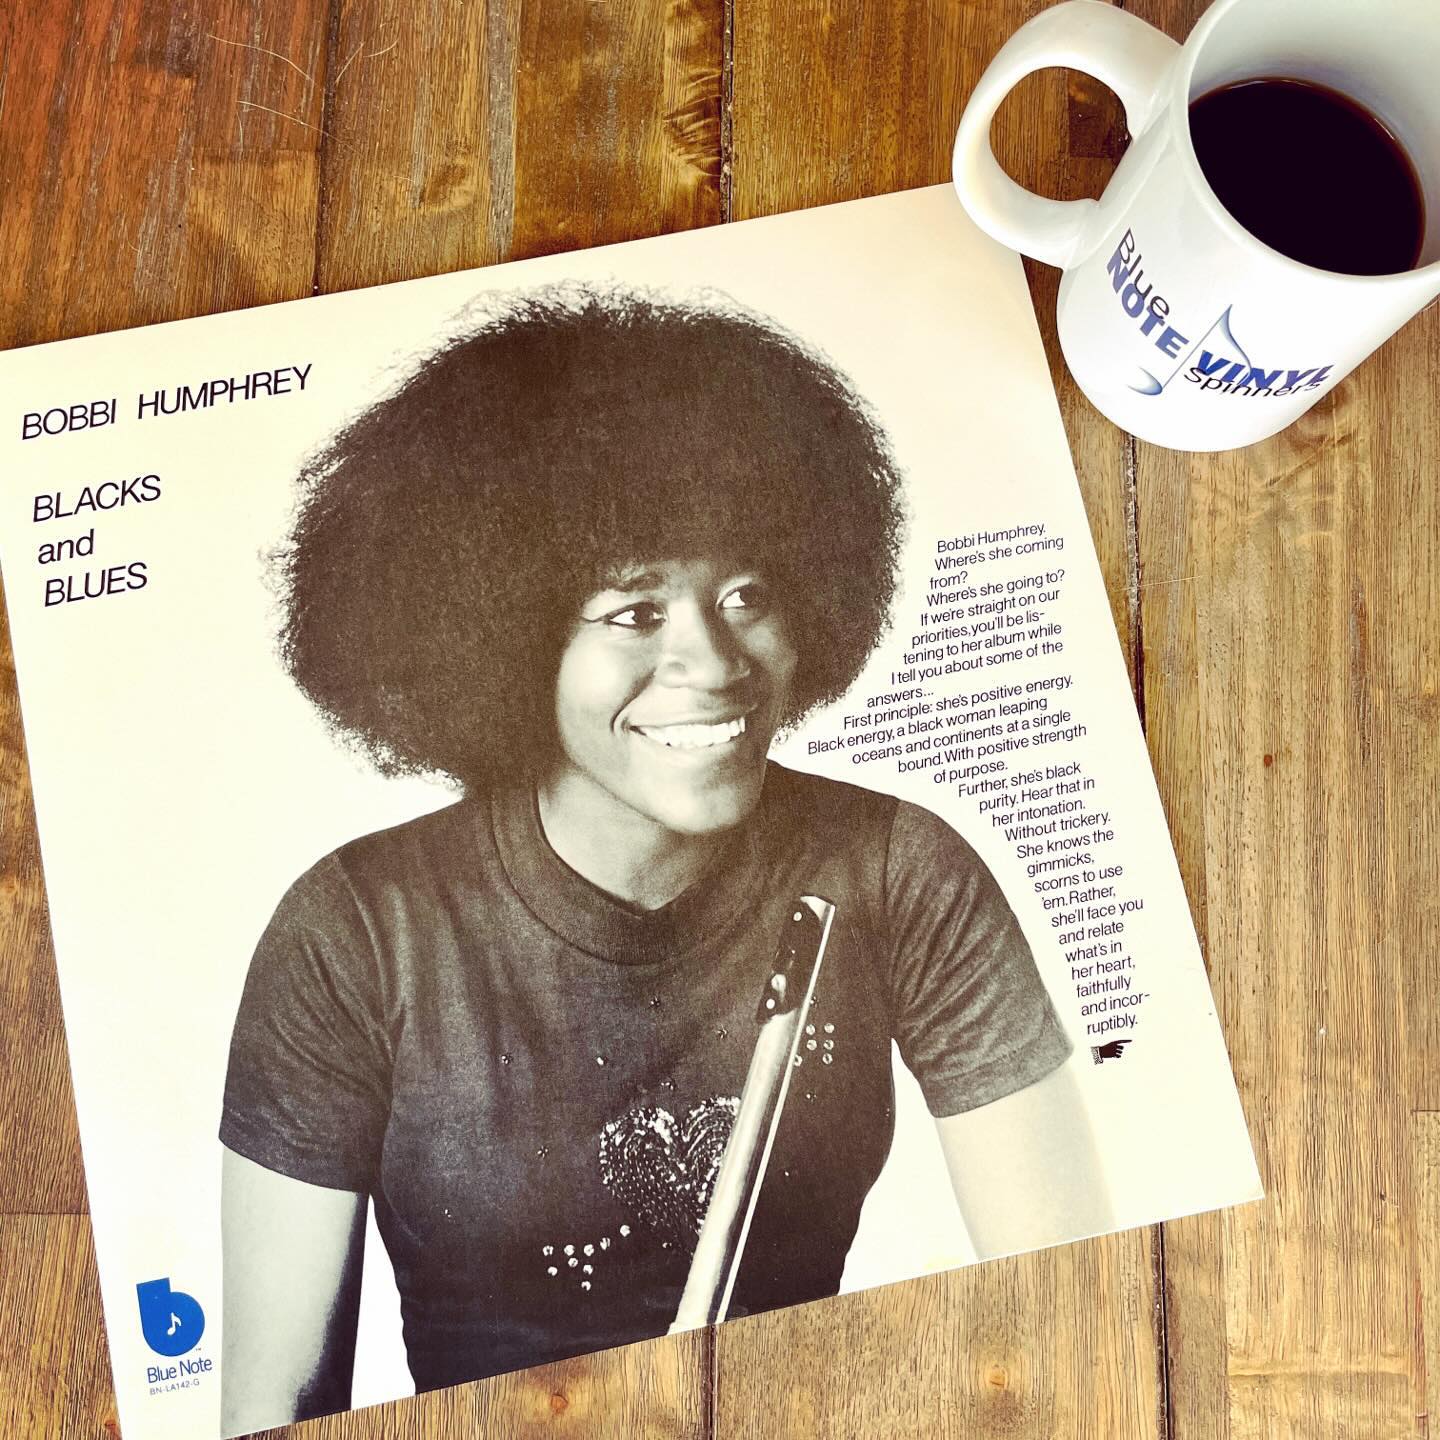 BOBBI HUMPHREY
BLACKS
and
BLUES
Bobbi Humphrey.
Where's she coming
from?
Where's she going to?
If we're straight on our
priorities, you'll be lis-
tening to her album while
I tell you about some of the
answers...
First principle: she's positive energy.
Black energy, a black woman leaping
oceans and continents at a single
bound. With positive strength
of purpose.
Further, she's black
purity. Hear that in
her intonation.
Without trickery.
She knows the
gimmicks,
scorns to use
'em. Rather,
she'll face you
and relate
what's in
her heart,
faithfully
and incor-
ruptibly.
b
™
Blue Note
BN-LA142-G
Blue
NOTE
VINYL
Spinners